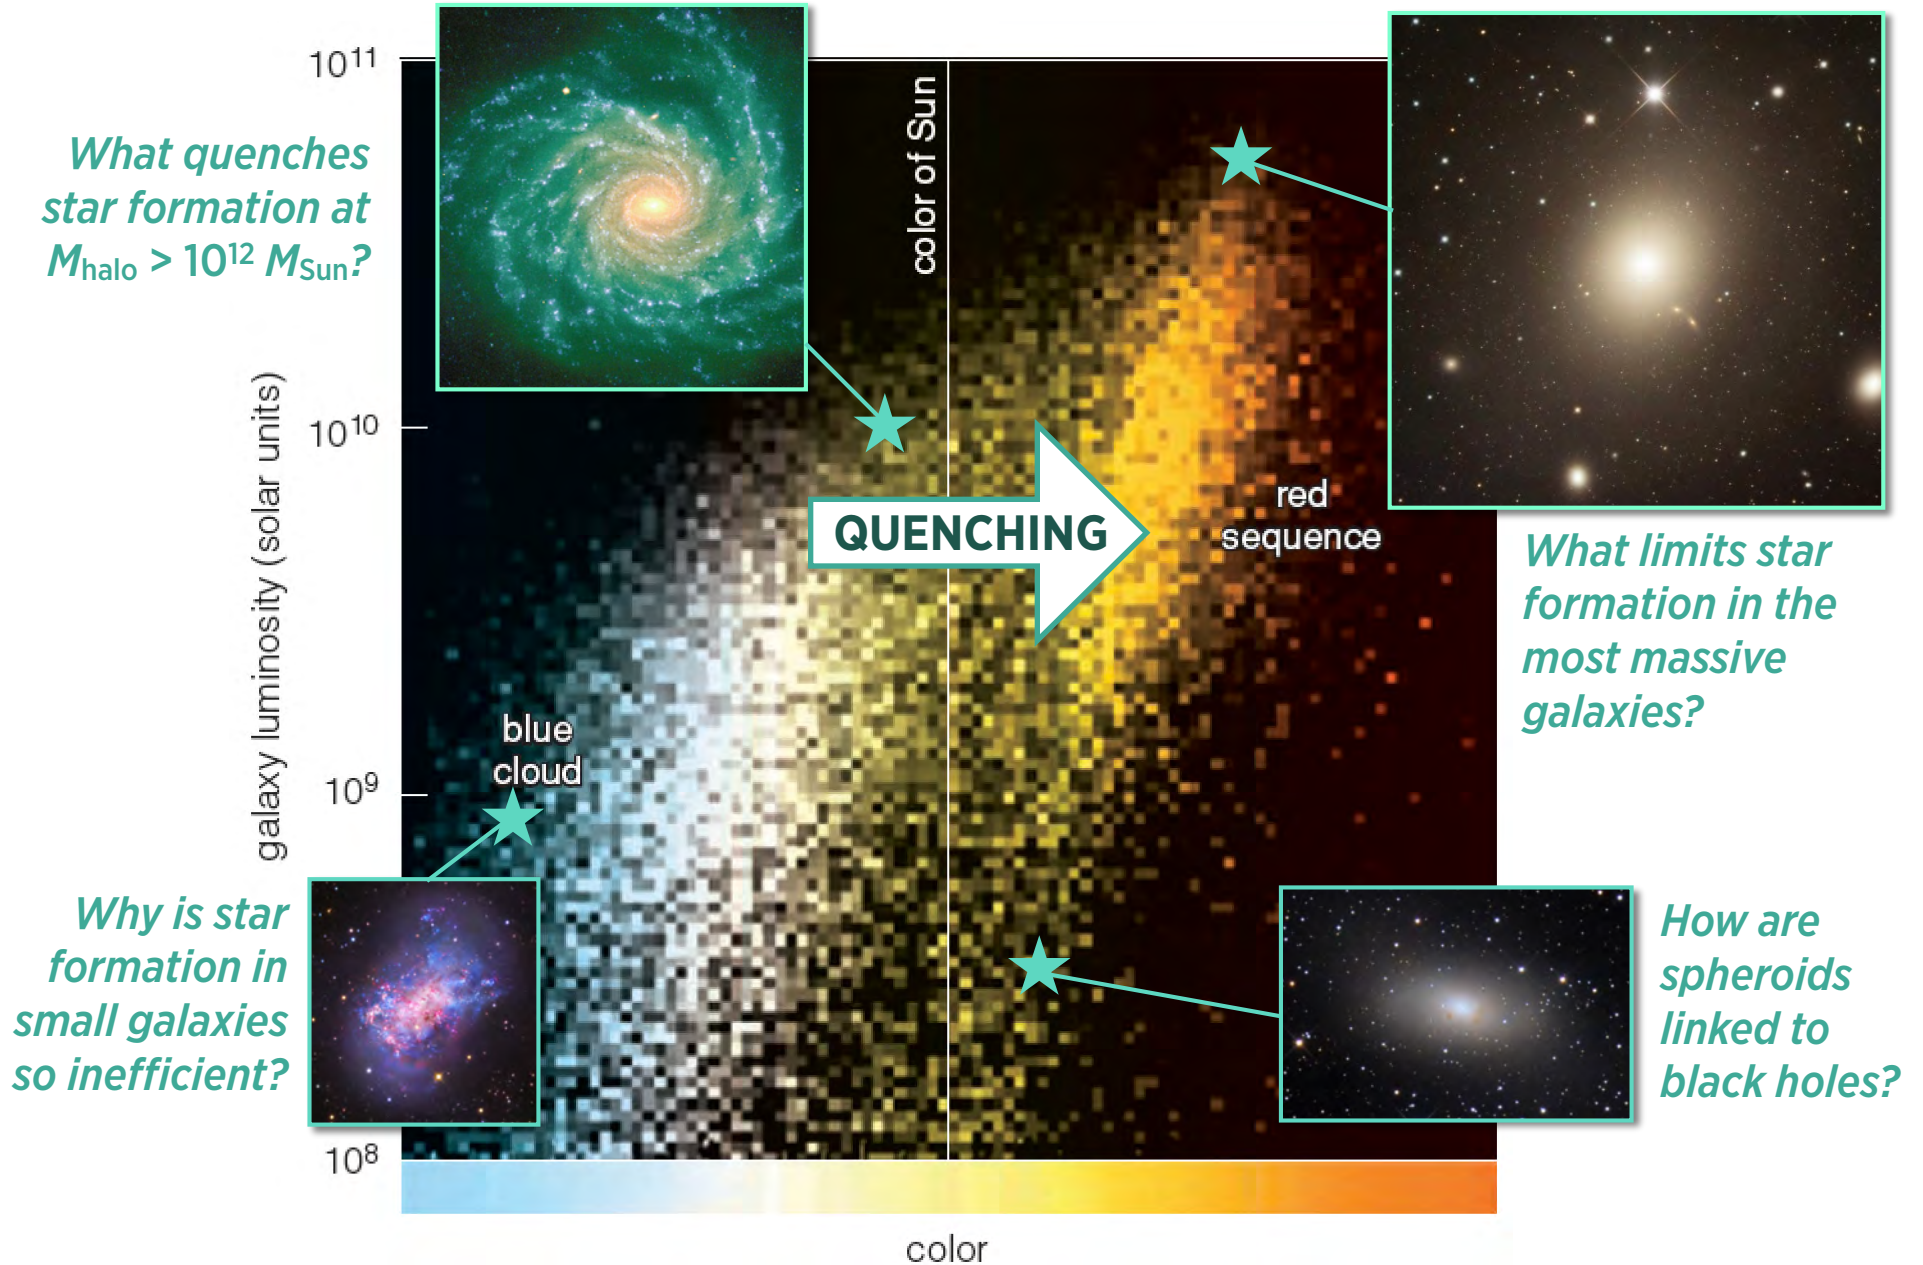 10¹¹
What quenches
star formation at
Mhalo > 10¹² MSun?
color of Sun
galaxy luminosity (solar units)
10¹⁰
QUENCHING
red
sequence
What limits star
formation in the
most massive
galaxies?
blue
cloud
10⁹
Why is star
formation in
small galaxies
so inefficient?
How are
spheroids
linked to
black holes?
10⁸
color